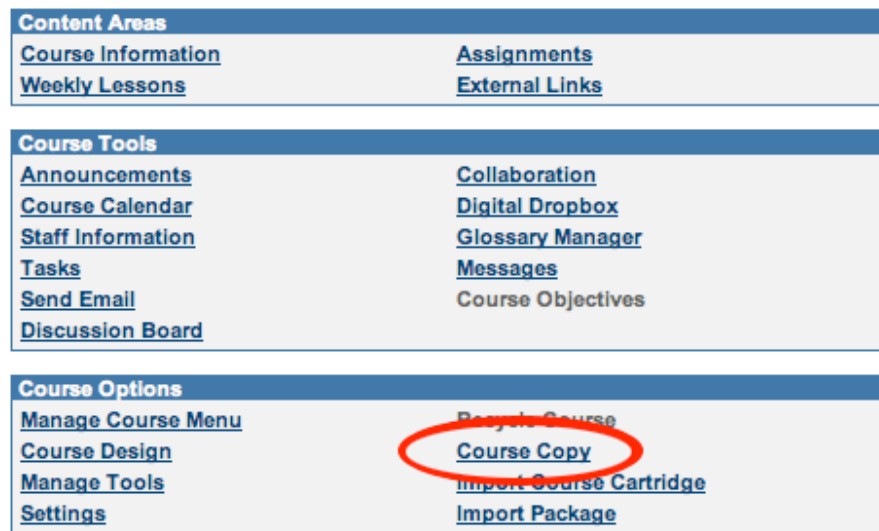 Content Areas
Course Information Assignments
Weekly Lessons External Links
Course Tools
Announcements Collaboration
Course Calendar Digital Dropbox
Staff Information Glossary Manager
Tasks Messages
Send Email Course Objectives
Discussion Board
Course Options
Manage Course Menu Recycle Course
Course Design Course Copy
Manage Tools Import Course Cartridge
Settings Import Package